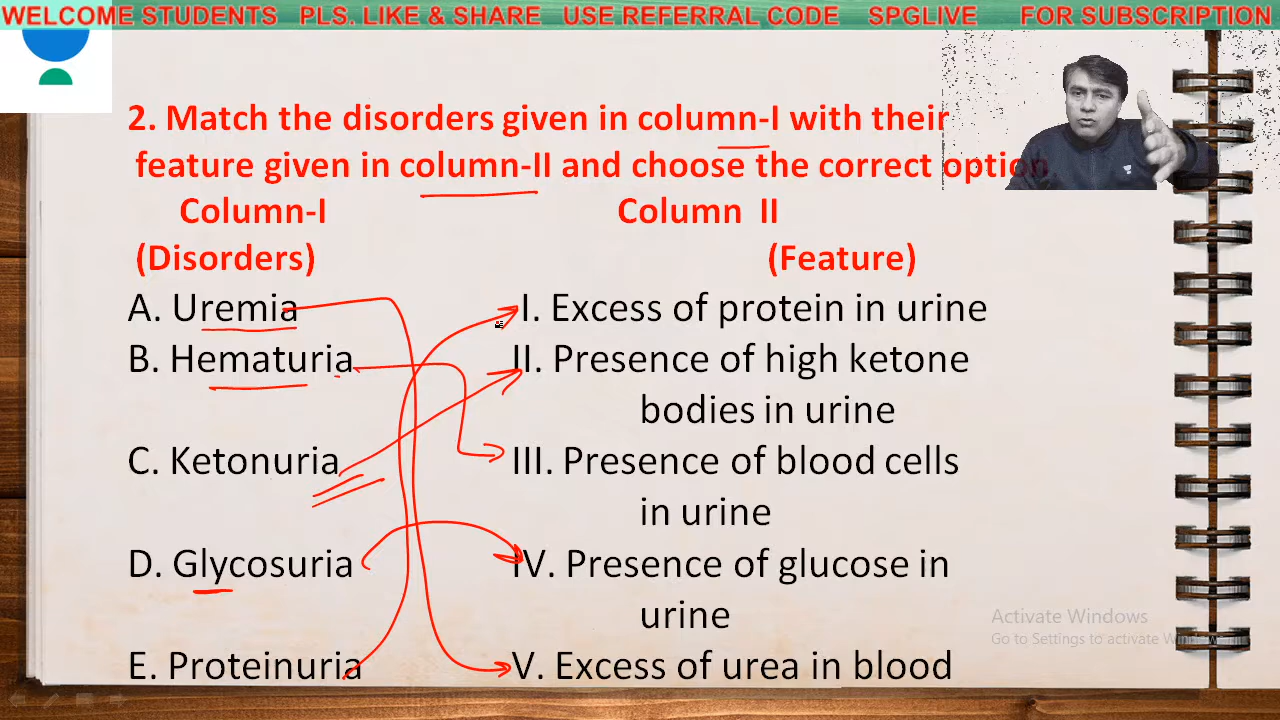 WELCOME STUDENTS PLS. LIKE & SHARE USE REFERRAL CODE SPGLIVE FOR SUBSCRIPTION
2. Match the disorders given in column-I with their
feature given in column-II and choose the correct option
Column-I Column II
(Disorders) (Feature)
A. Uremia I. Excess of protein in urine
B. Hematuria II. Presence of high ketone
bodies in urine
C. Ketonuria III. Presence of blood cells
in urine
D. Glycosuria IV. Presence of glucose in
urine
E. Proteinuria V. Excess of urea in blood
Activate Windows
Go to Settings to activate Windows.